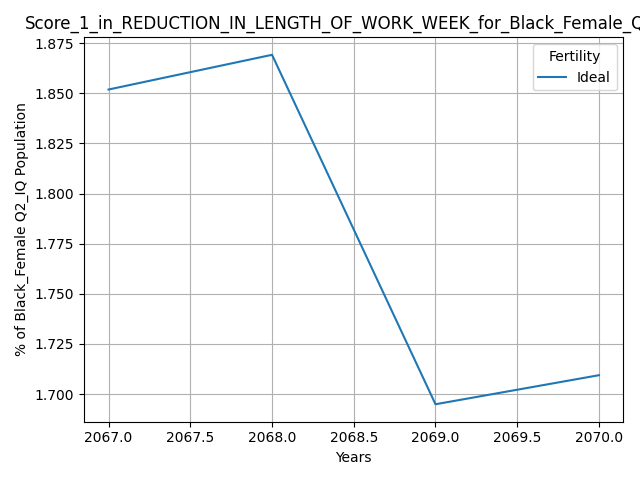 Score_1_in_REDUCTION_IN_LENGTH_OF_WORK_WEEK_for_Black_Female_Q
1.875
1.850
1.825
1.800
1.775
1.750
1.725
1.700
% of Black_Female Q2_IQ Population
Fertility
Ideal
2067.0 2067.5 2068.0 2068.5 2069.0 2069.5 2070.0
Years